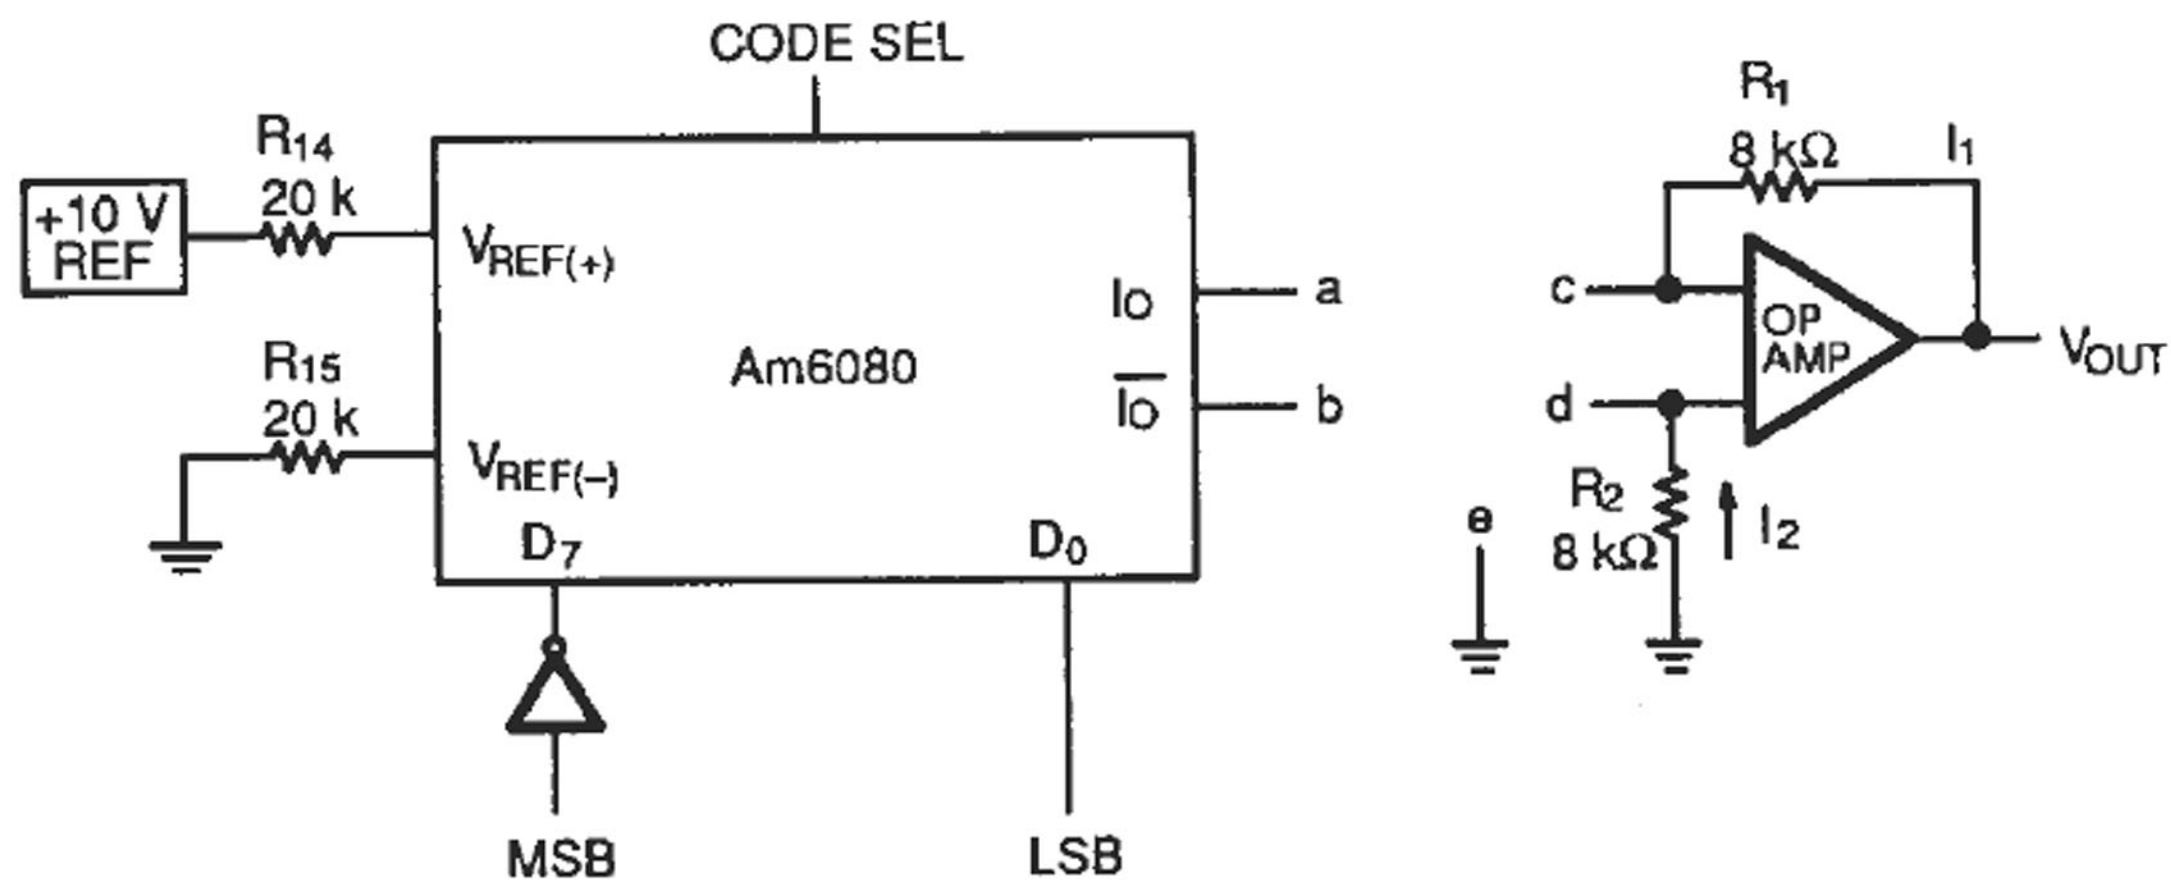 CODE SEL
R14
20 k
+10 V
REF
VREF(+)
R15
20 k
VREF(–)
Am6080
IO
a
I̅O̅
b
D7
D0
MSB
LSB
R1
8 kΩ
I1
c
OP
AMP
VOUT
d
R2
8 kΩ
I2
e